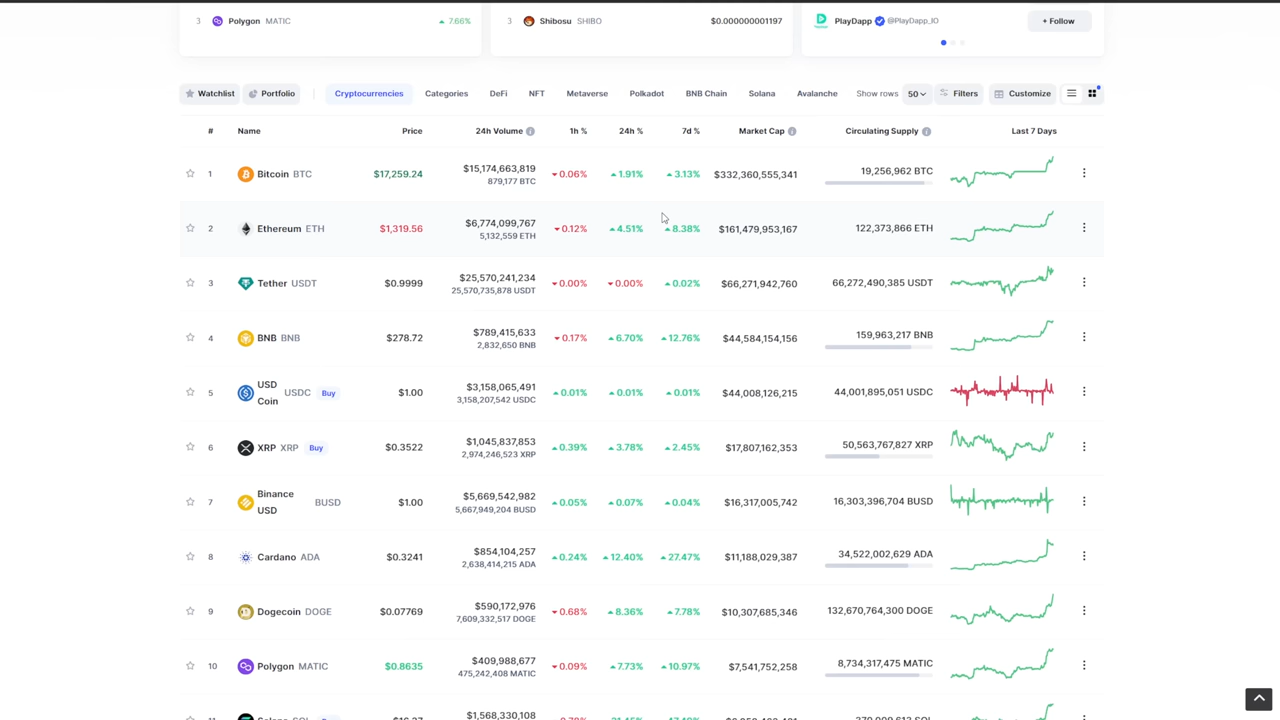 3 Polygon MATIC 7.66%
3 Shibosu SHIBO $0.000000001197
PlayDapp @PlayDapp_IO + Follow
Watchlist Portfolio Cryptocurrencies Categories DeFi NFT Metaverse Polkadot BNB Chain Solana Avalanche Show rows 50 Filters Customize
# Name Price 24h Volume 1h % 24h % 7d % Market Cap Circulating Supply Last 7 Days
1 Bitcoin BTC $17,259.24 $15,174,663,819 0.06% 1.91% 3.13% $332,360,555,341 19,256,962 BTC
879,177 BTC
2 Ethereum ETH $1,319.56 $6,774,099,767 0.12% 4.51% 8.38% $161,479,953,167 122,373,866 ETH
5,132,559 ETH
3 Tether USDT $0.9999 $25,570,241,234 0.00% 0.00% 0.02% $66,271,942,760 66,272,490,385 USDT
25,570,735,878 USDT
4 BNB BNB $278.72 $789,415,633 0.17% 6.70% 12.76% $44,584,154,156 159,963,217 BNB
2,832,650 BNB
5 USD Coin USDC Buy $1.00 $3,158,065,491 0.01% 0.01% 0.01% $44,008,126,215 44,001,895,051 USDC
3,158,207,542 USDC
6 XRP XRP Buy $0.3522 $1,045,837,853 0.39% 3.78% 2.45% $17,807,162,353 50,563,767,827 XRP
2,974,246,523 XRP
7 Binance USD BUSD $1.00 $5,669,542,982 0.05% 0.07% 0.04% $16,317,005,742 16,303,396,704 BUSD
5,667,949,204 BUSD
8 Cardano ADA $0.3241 $854,104,257 0.24% 12.40% 27.47% $11,188,029,387 34,522,002,629 ADA
2,638,414,215 ADA
9 Dogecoin DOGE $0.07769 $590,172,976 0.68% 8.36% 7.78% $10,307,685,346 132,670,764,300 DOGE
7,609,332,517 DOGE
10 Polygon MATIC $0.8635 $409,988,677 0.09% 7.73% 10.97% $7,541,752,258 8,734,317,475 MATIC
475,242,408 MATIC
$1,568,330,108